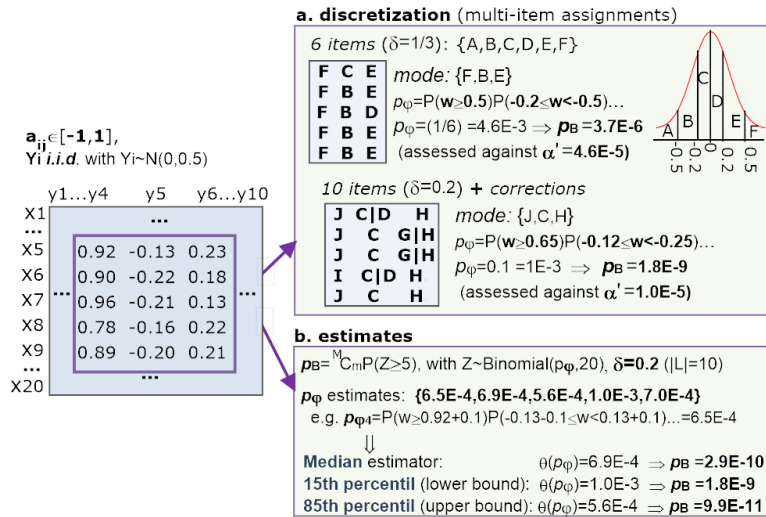 a. discretization (multi-item assignments)
6 items (δ=1/3): {A,B,C,D,E,F}
F C E
F B E
F B D
F B E
F B E
mode: {F,B,E}
pφ=P(w≥0.5)P(-0.2≤w<-0.5)...
pφ=(1/6) =4.6E-3 ⇒ pB=3.7E-6
(assessed against α'=4.6E-5)
A B C D E F
-0.5 -0.2 0 0.2 0.5
10 items (δ=0.2) + corrections
J C|D H
J C G|H
J C G|H
I C|D H
J C H
mode: {J,C,H}
pφ=P(w≥0.65)P(-0.12≤w<-0.25)...
pφ=0.1 =1E-3 ⇒ pB=1.8E-9
(assessed against α'=1.0E-5)
aij∈[-1,1],
Yi i.i.d. with Yi~N(0,0.5)
y1...y4 y5 y6...y10
X1 ...
...
X5 0.92 -0.13 0.23
X6 0.90 -0.22 0.18
X7 ... 0.96 -0.21 0.13 ...
X8 0.78 -0.16 0.22
X9 0.89 -0.20 0.21
... ...
X20
b. estimates
pB= MCmP(Z≥5), with Z~Binomial(pφ,20), δ=0.2 (|L|=10)
pφ estimates: {6.5E-4,6.9E-4,5.6E-4,1.0E-3,7.0E-4}
e.g. pφ4=P(w≥0.92+0.1)P(-0.13-0.1≤w<0.13+0.1)...=6.5E-4
⇓
Median estimator: θ(pφ)=6.9E-4 ⇒ pB=2.9E-10
15th percentil (lower bound): θ(pφ)=1.0E-3 ⇒ pB=1.8E-9
85th percentil (upper bound): θ(pφ)=5.6E-4 ⇒ pB=9.9E-11